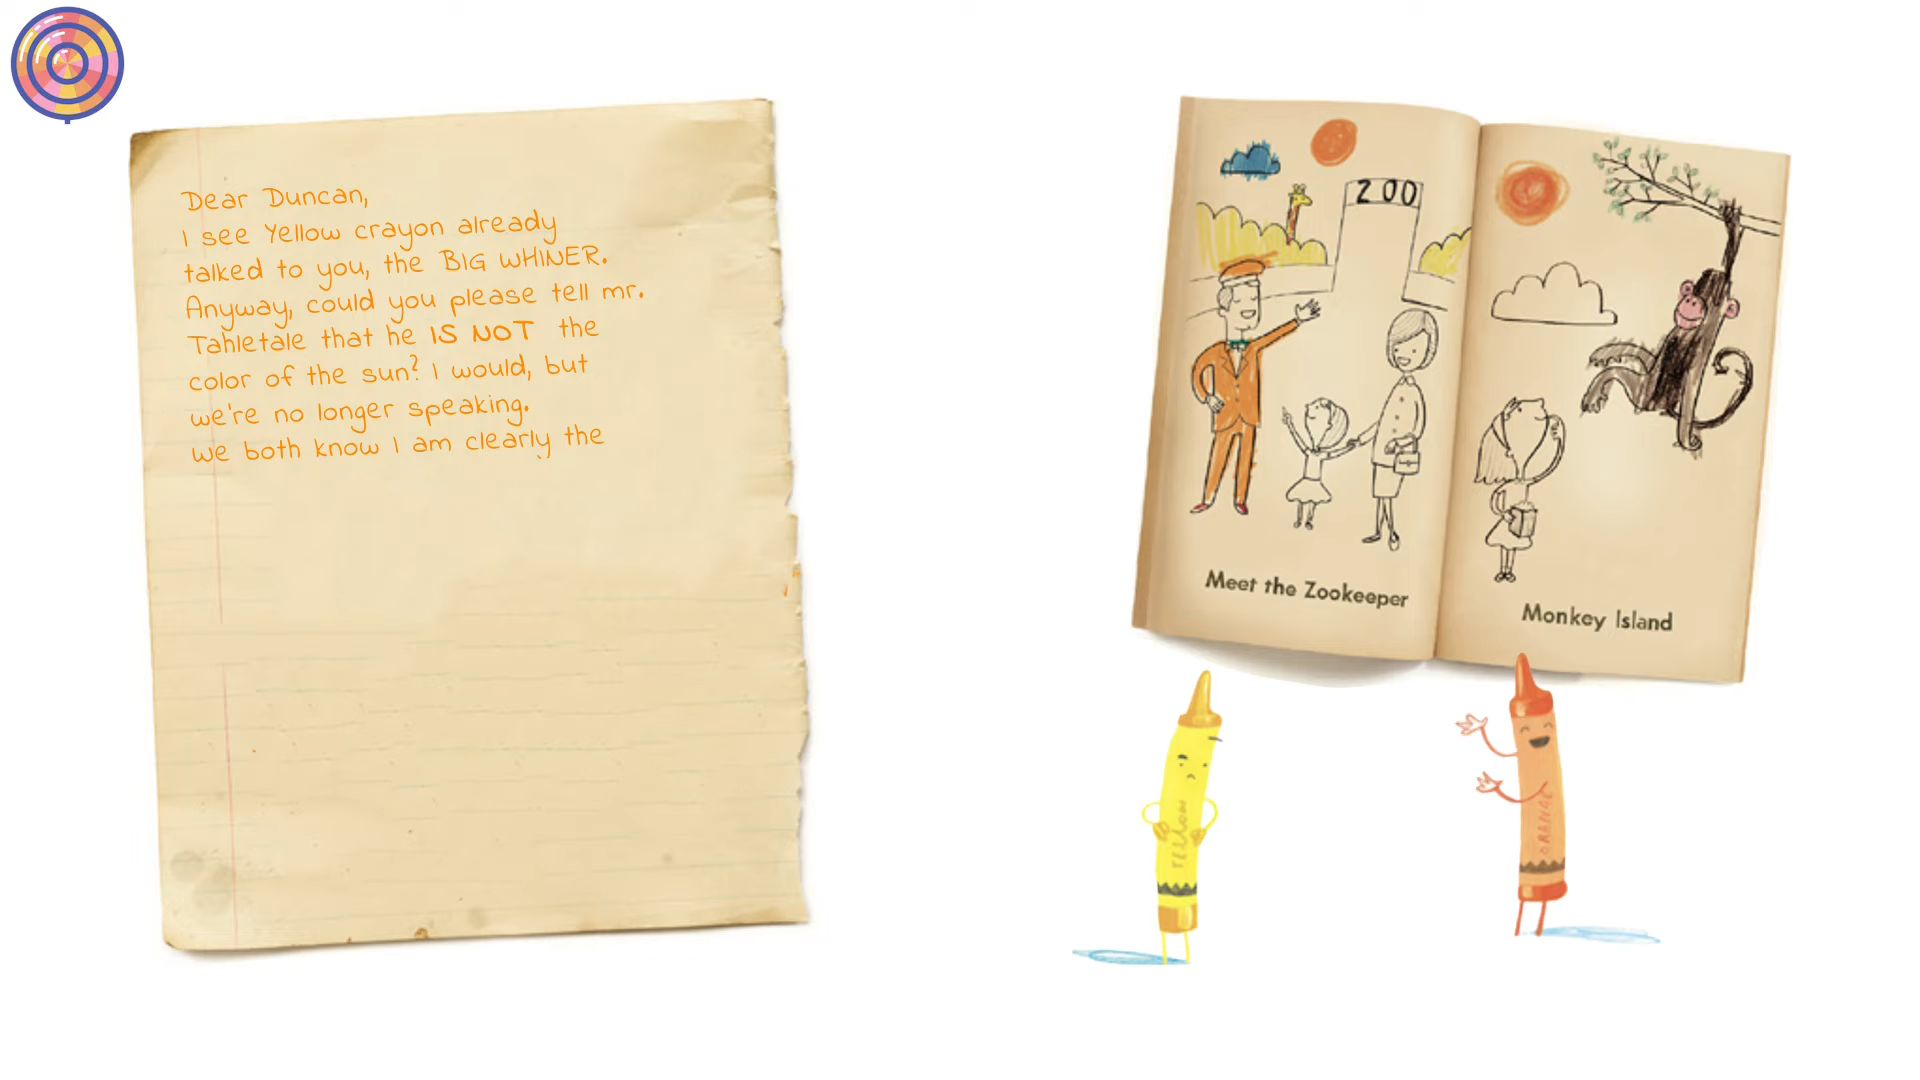 Dear Duncan,
I see Yellow crayon already
talked to you, the BIG WHINER.
Anyway, could you please tell mr.
Tahletale that he IS NOT the
color of the sun? I would, but
we're no longer speaking.
we both know I am clearly the
ZOO
Meet the Zookeeper
Monkey Island
YELLOW
ORANGE